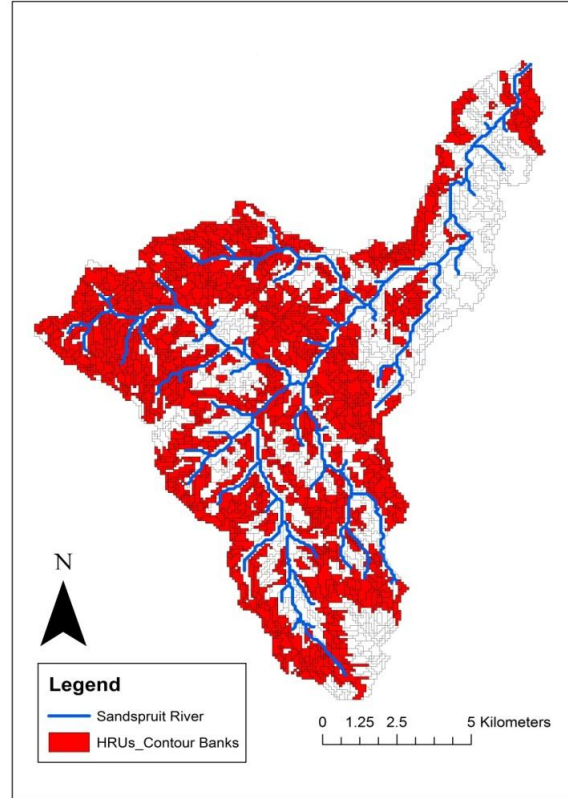 N
Legend
Sandspruit River
HRUs_Contour Banks
0 1.25 2.5 5 Kilometers